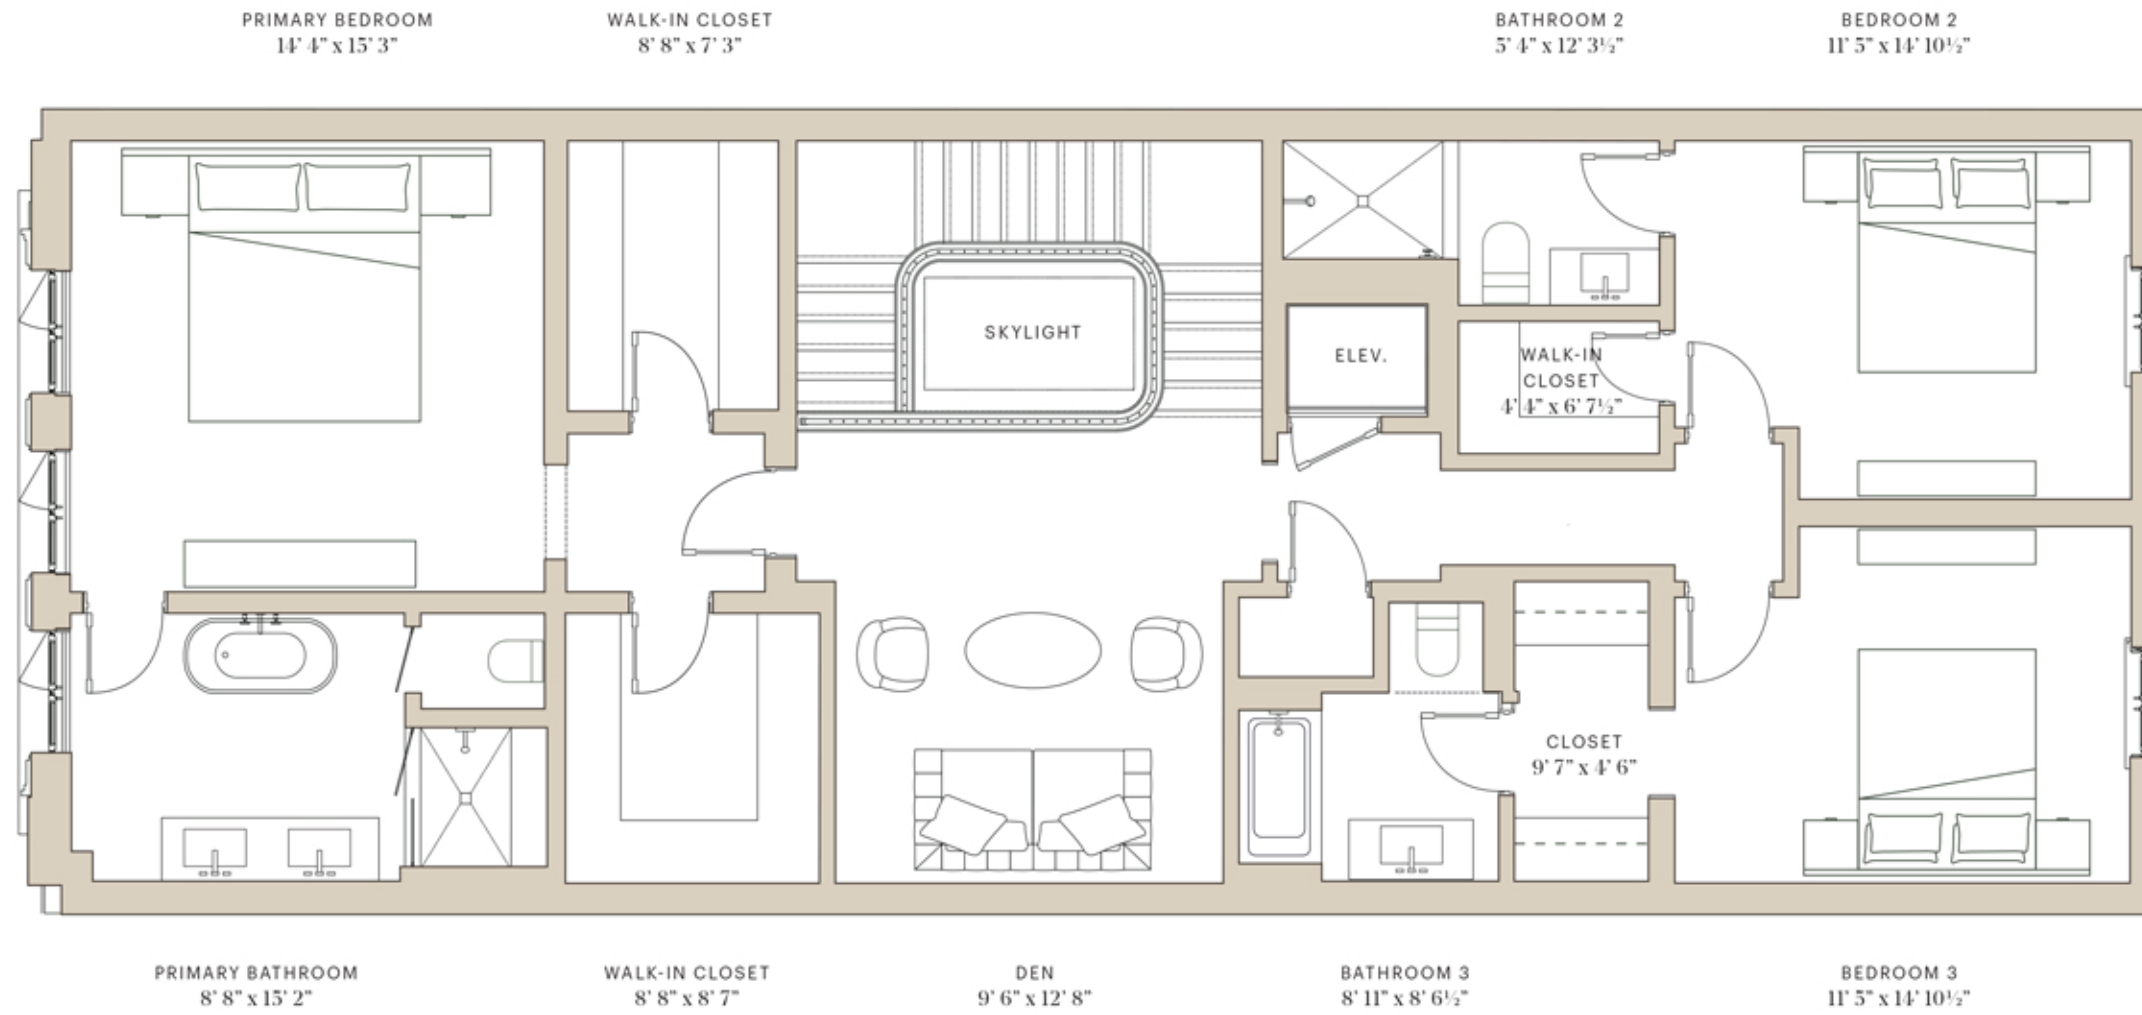 PRIMARY BEDROOM
14’ 4” x 15’ 3”
WALK-IN CLOSET
8’ 8” x 7’ 3”
BATHROOM 2
5’ 4” x 12’ 3½”
BEDROOM 2
11’ 5” x 14’ 10½”
SKYLIGHT
ELEV.
WALK-IN
CLOSET
4’ 4” x 6’ 7½”
CLOSET
9’ 7” x 4’ 6”
PRIMARY BATHROOM
8’ 8” x 15’ 2”
WALK-IN CLOSET
8’ 8” x 8’ 7”
DEN
9’ 6” x 12’ 8”
BATHROOM 3
8’ 11” x 8’ 6½”
BEDROOM 3
11’ 5” x 14’ 10½”